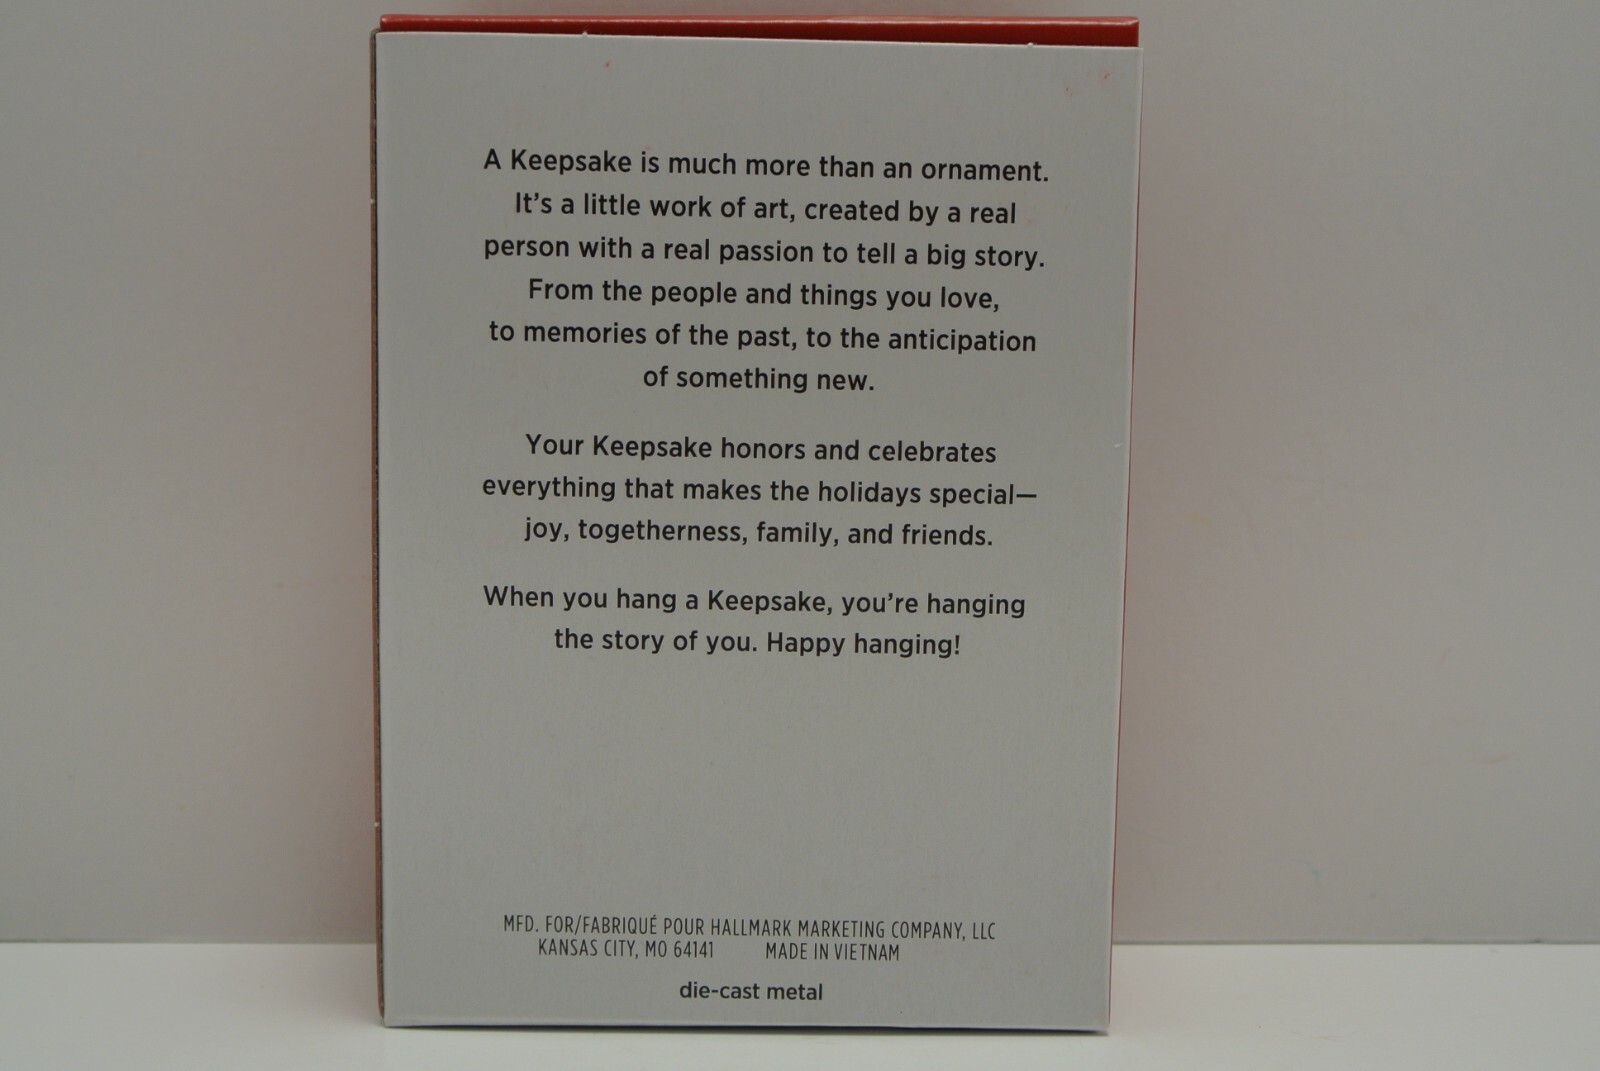 A Keepsake is much more than an ornament.
It's a little work of art, created by a real
person with a real passion to tell a big story.
From the people and things you love,
to memories of the past, to the anticipation
of something new.
Your Keepsake honors and celebrates
everything that makes the holidays special—
joy, togetherness, family, and friends.
When you hang a Keepsake, you're hanging
the story of you. Happy hanging!
MFD. FOR/FABRIQUÉ POUR HALLMARK MARKETING COMPANY, LLC
KANSAS CITY, MO 64141 MADE IN VIETNAM
die-cast metal